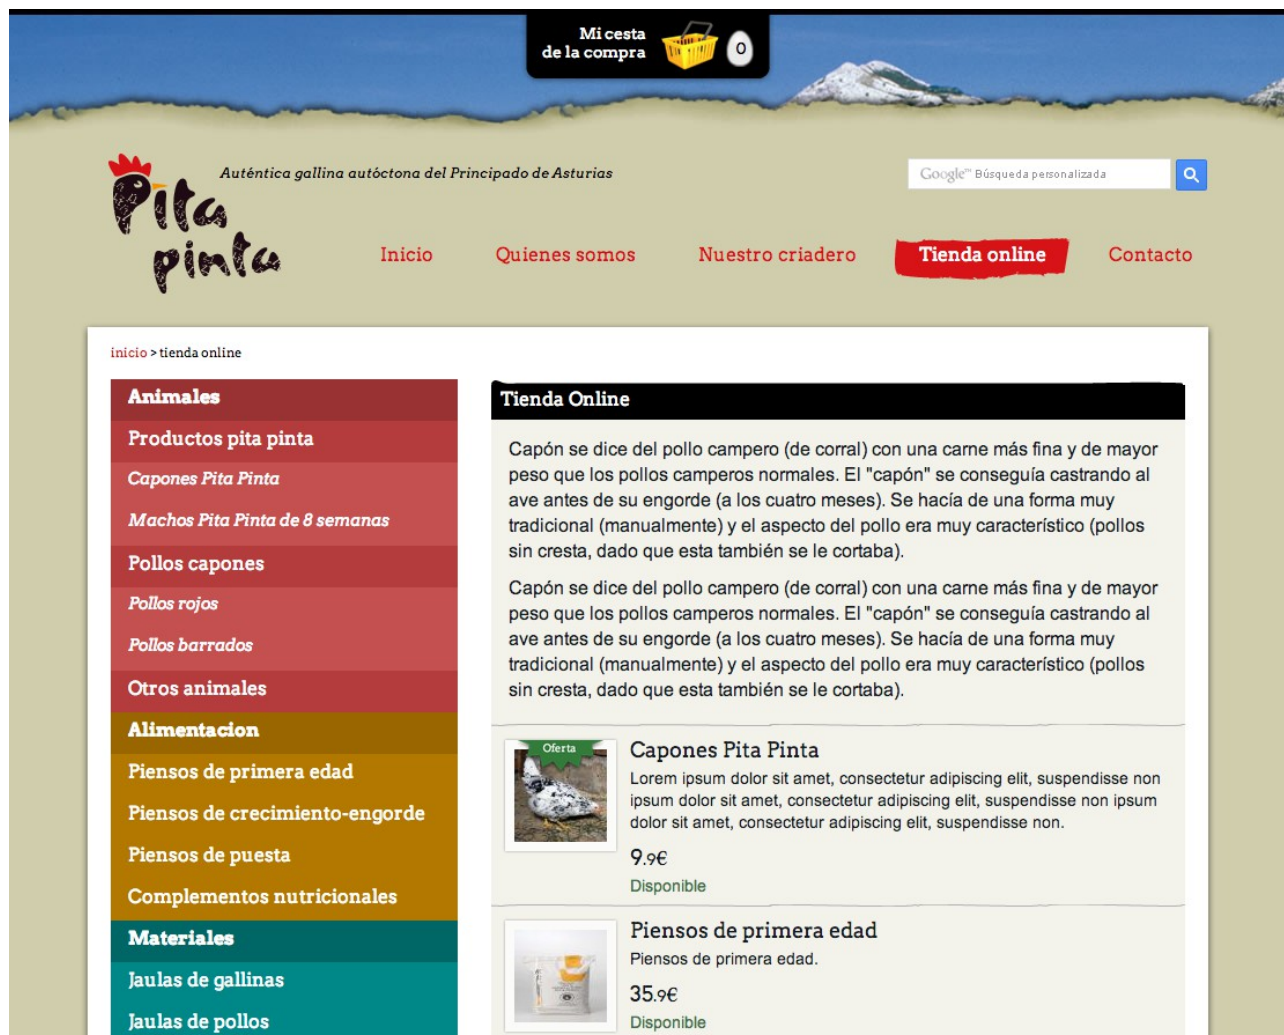 Mi cesta
de la compra
0
Auténtica gallina autóctona del Principado de Asturias
Google™ Búsqueda personalizada
Pita
pinta
Inicio
Quienes somos
Nuestro criadero
Tienda online
Contacto
inicio > tienda online
Animales
Productos pita pinta
Capones Pita Pinta
Machos Pita Pinta de 8 semanas
Pollos capones
Pollos rojos
Pollos barrados
Otros animales
Alimentacion
Piensos de primera edad
Piensos de crecimiento-engorde
Piensos de puesta
Complementos nutricionales
Materiales
Jaulas de gallinas
Jaulas de pollos
Tienda Online
Capón se dice del pollo campero (de corral) con una carne más fina y de mayor
peso que los pollos camperos normales. El "capón" se conseguía castrando al
ave antes de su engorde (a los cuatro meses). Se hacía de una forma muy
tradicional (manualmente) y el aspecto del pollo era muy característico (pollos
sin cresta, dado que esta también se le cortaba).
Capón se dice del pollo campero (de corral) con una carne más fina y de mayor
peso que los pollos camperos normales. El "capón" se conseguía castrando al
ave antes de su engorde (a los cuatro meses). Se hacía de una forma muy
tradicional (manualmente) y el aspecto del pollo era muy característico (pollos
sin cresta, dado que esta también se le cortaba).
Oferta
Capones Pita Pinta
Lorem ipsum dolor sit amet, consectetur adipiscing elit, suspendisse non
ipsum dolor sit amet, consectetur adipiscing elit, suspendisse non ipsum
dolor sit amet, consectetur adipiscing elit, suspendisse non.
9.9€
Disponible
Piensos de primera edad
Piensos de primera edad.
35.9€
Disponible